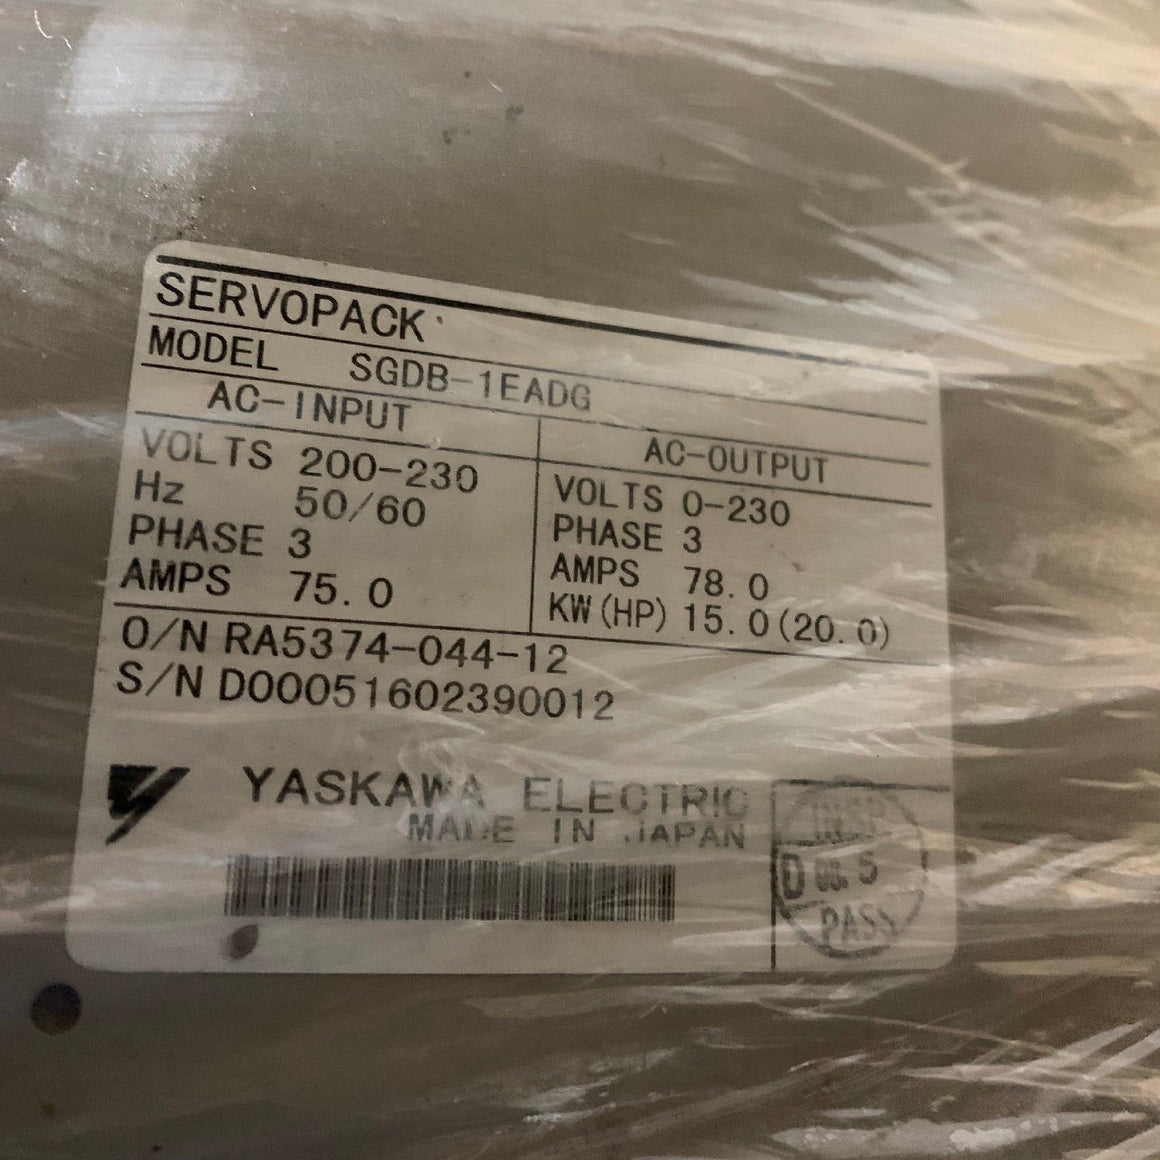 SERVOPACK
MODEL SGDB-1EADG
AC-INPUT
VOLTS 200-230
Hz 50/60
PHASE 3
AMPS 75.0
AC-OUTPUT
VOLTS 0-230
PHASE 3
AMPS 78.0
KW(HP) 15.0(20.0)
O/N RA5374-044-12
S/N D00051602390012
YASKAWA ELECTRIC
MADE IN JAPAN
INSP
D 5
PASS